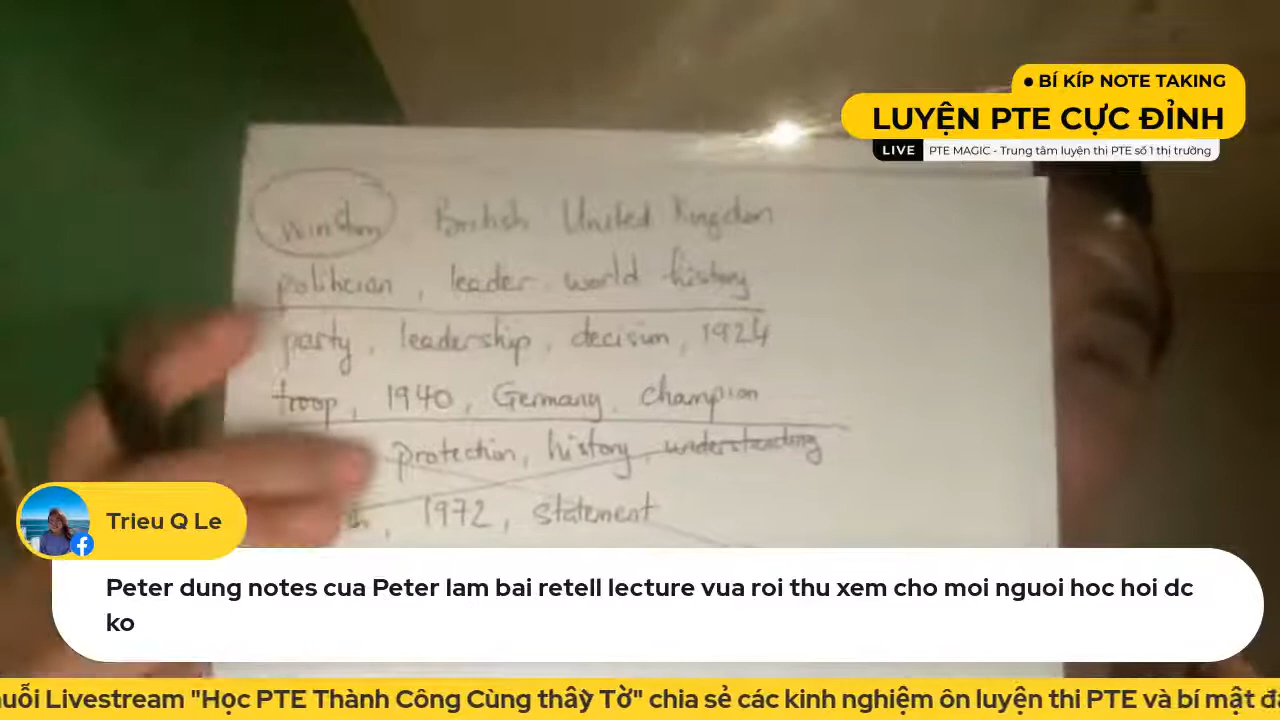 • BÍ KÍP NOTE TAKING
LUYỆN PTE CỰC ĐỈNH
LIVE PTE MAGIC - Trung tâm luyện thi PTE số 1 thị trường
Winston British United Kingdom
politician, leader world history
party, leadership, decision, 1924
troop, 1940, Germany, champion
protection, history, understanding
, 1972, statement
Trieu Q Le
Peter dung notes cua Peter lam bai retell lecture vua roi thu xem cho moi nguoi hoc hoi dc
ko
Livestream "Học PTE Thành Công Cùng thầy Tờ" chia sẻ các kinh nghiệm ôn luyện thi PTE và bí mật